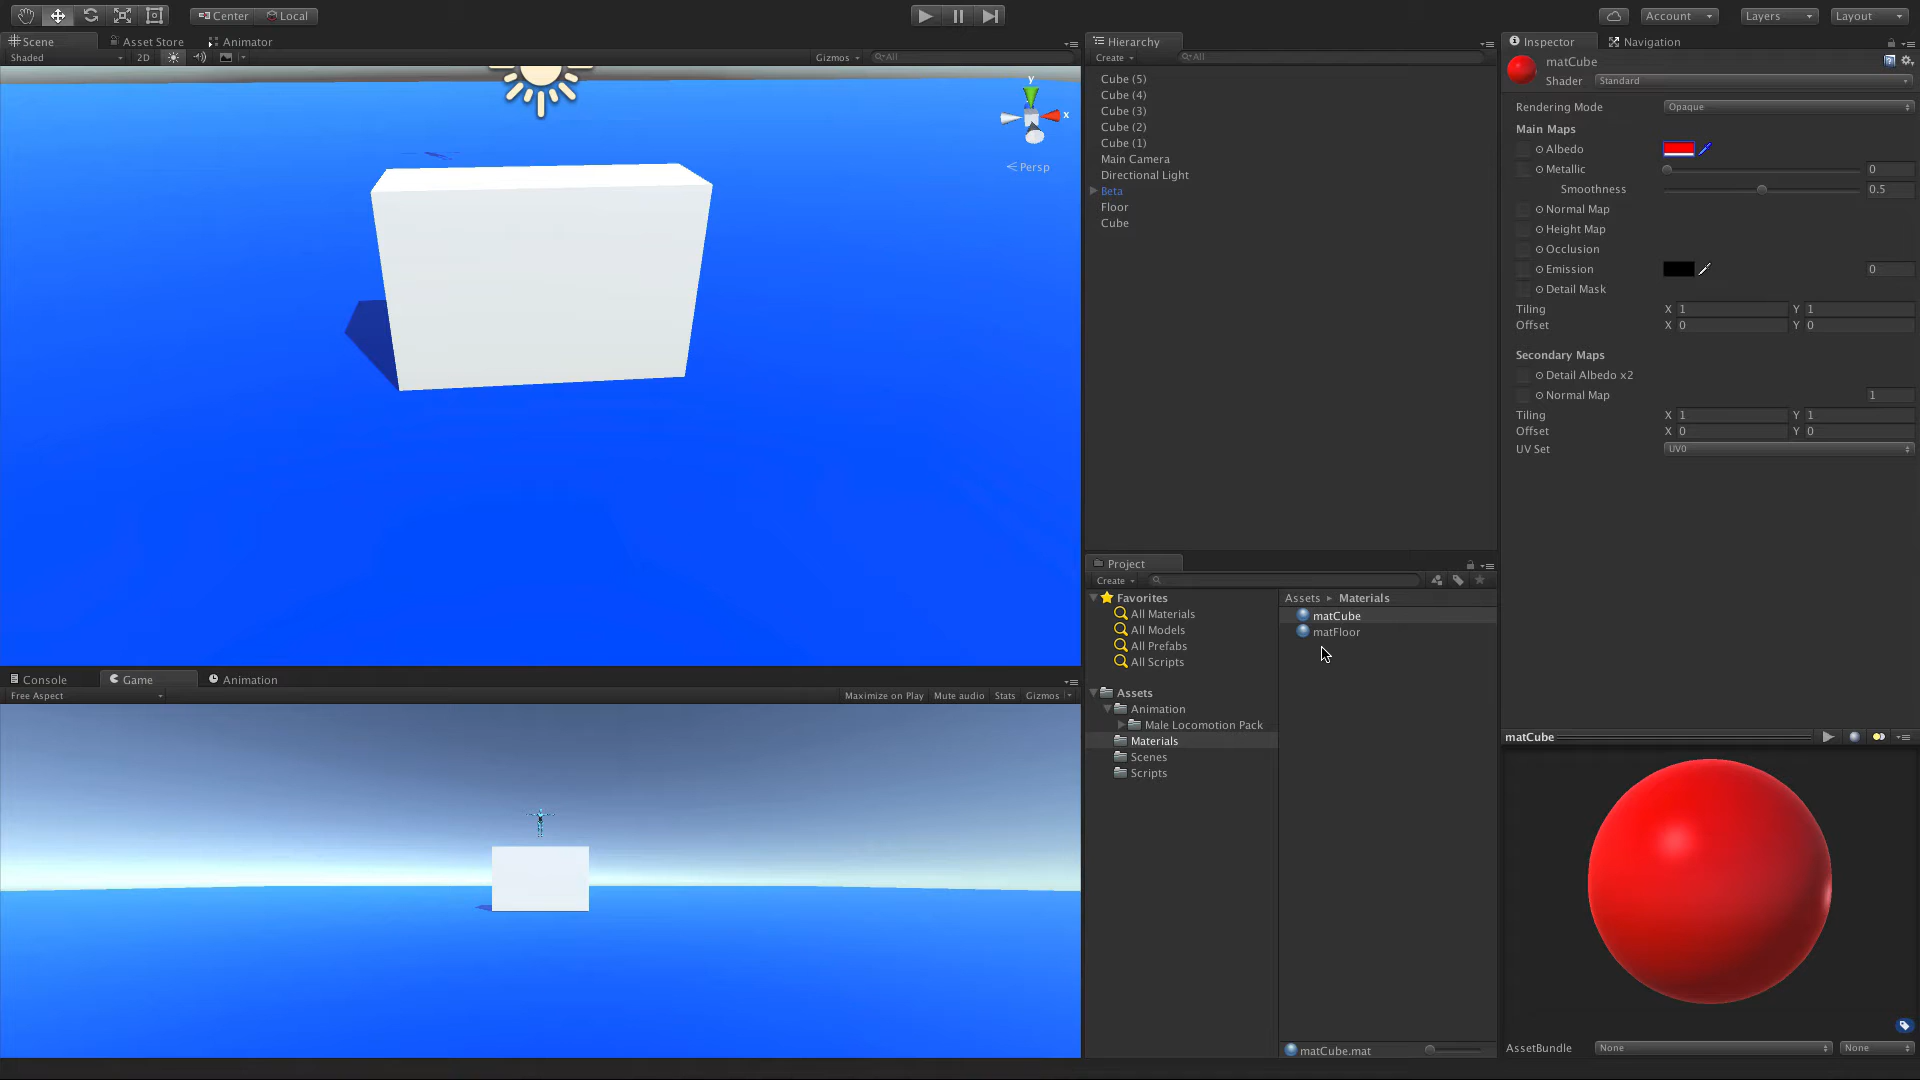 Center Local
Account Layers Layout
Scene Asset Store Animator
Shaded 2D Gizmos All
y
x
Persp
Console Game Animation
Free Aspect Maximize on Play Mute audio Stats Gizmos
Hierarchy
Create All
Cube (5)
Cube (4)
Cube (3)
Cube (2)
Cube (1)
Main Camera
Directional Light
Beta
Floor
Cube
Project
Create
Favorites
All Materials
All Models
All Prefabs
All Scripts
Assets
Animation
Male Locomotion Pack
Materials
Scenes
Scripts
Assets Materials
matCube
matFloor
matCube.mat
Inspector Navigation
matCube
Shader Standard
Rendering Mode Opaque
Main Maps
Albedo
Metallic 0
Smoothness 0.5
Normal Map
Height Map
Occlusion
Emission 0
Detail Mask
Tiling X 1 Y 1
Offset X 0 Y 0
Secondary Maps
Detail Albedo x2
Normal Map 1
Tiling X 1 Y 1
Offset X 0 Y 0
UV Set UV0
matCube
AssetBundle None None